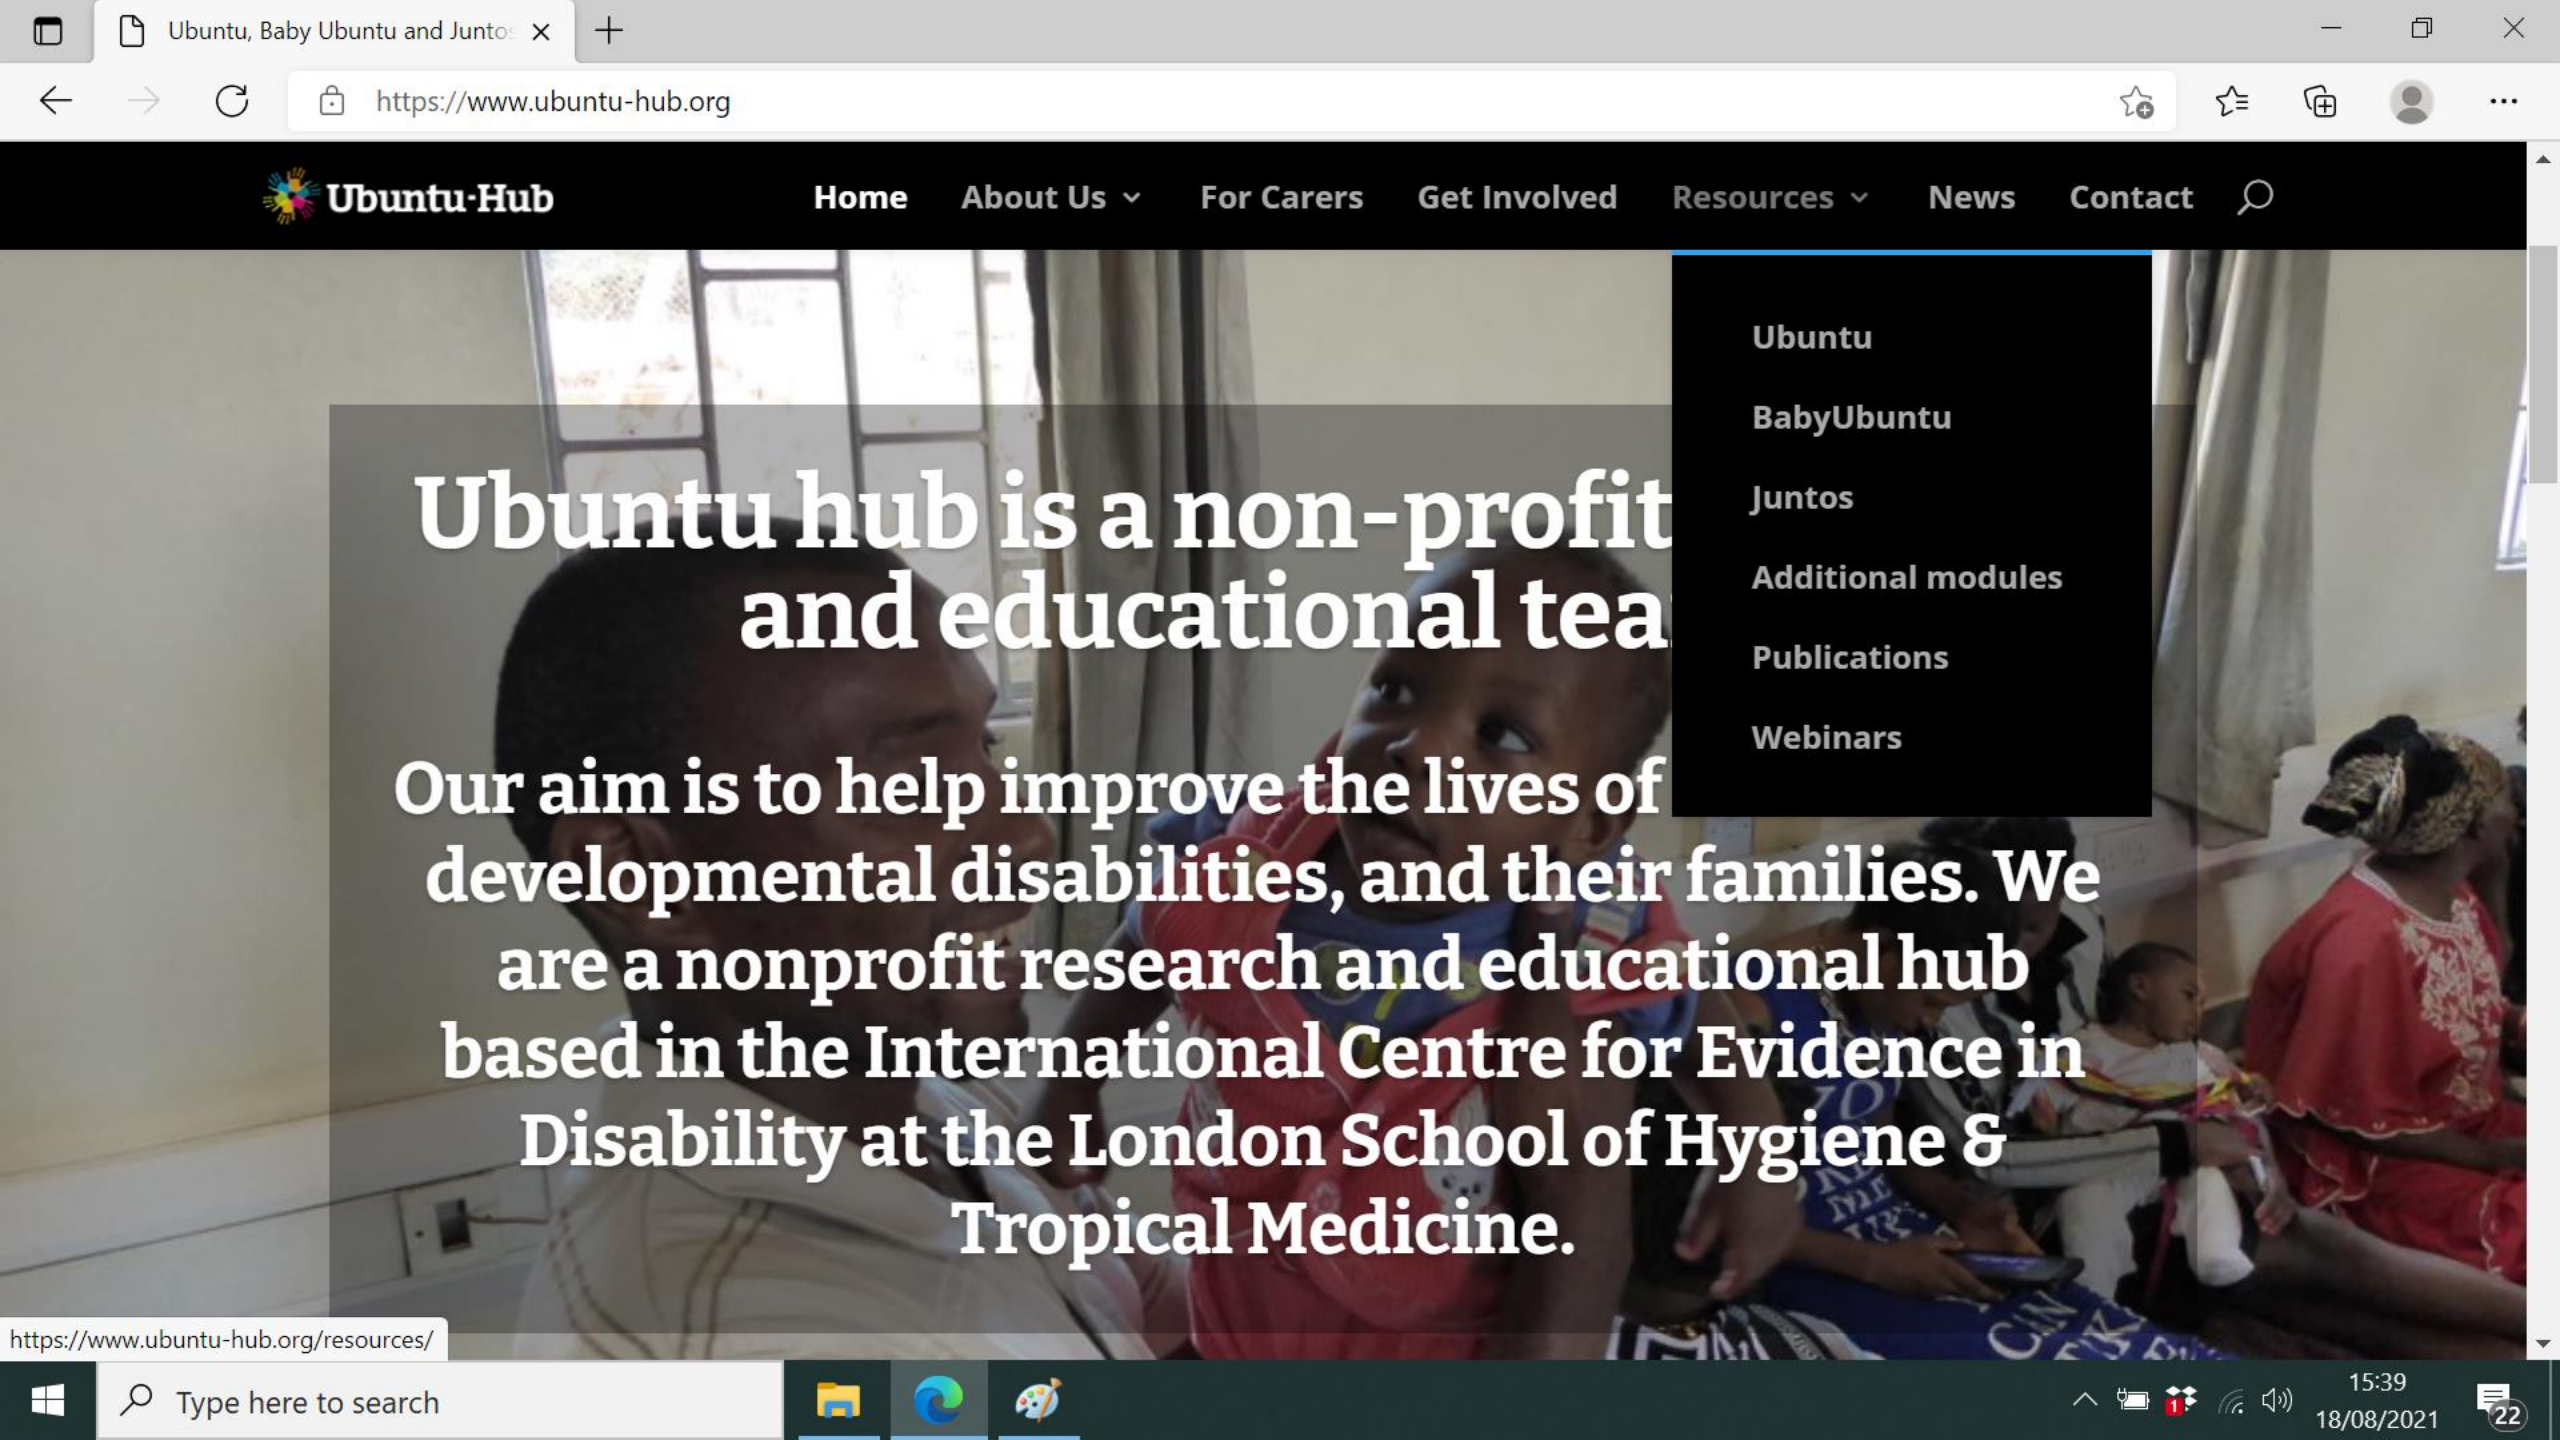 Ubuntu, Baby Ubuntu and Juntos
https://www.ubuntu-hub.org
Ubuntu-Hub
Home About Us For Carers Get Involved Resources News Contact
Ubuntu
BabyUbuntu
Juntos
Additional modules
Publications
Webinars
Ubuntu hub is a non-profit
and educational
Our aim is to help improve the lives of
developmental disabilities, and their families. We
are a nonprofit research and educational hub
based in the International Centre for Evidence in
Disability at the London School of Hygiene &
Tropical Medicine.
https://www.ubuntu-hub.org/resources/
Type here to search
1
15:39
18/08/2021
22